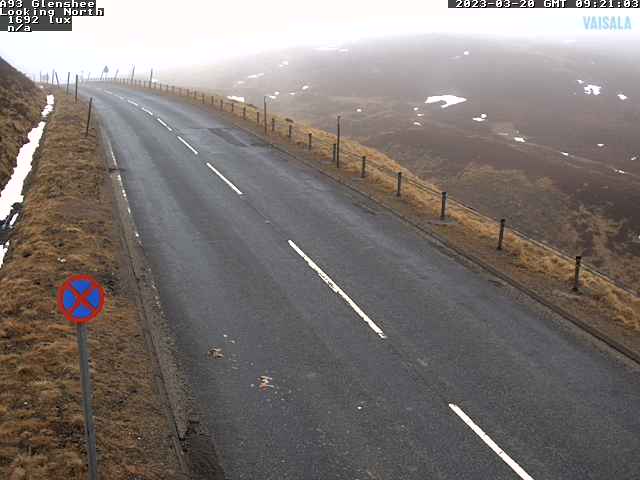 A93 Glenshee
Looking North
1692 lux
n/a
2023-03-20 GMT 09:21:03
VAISALA